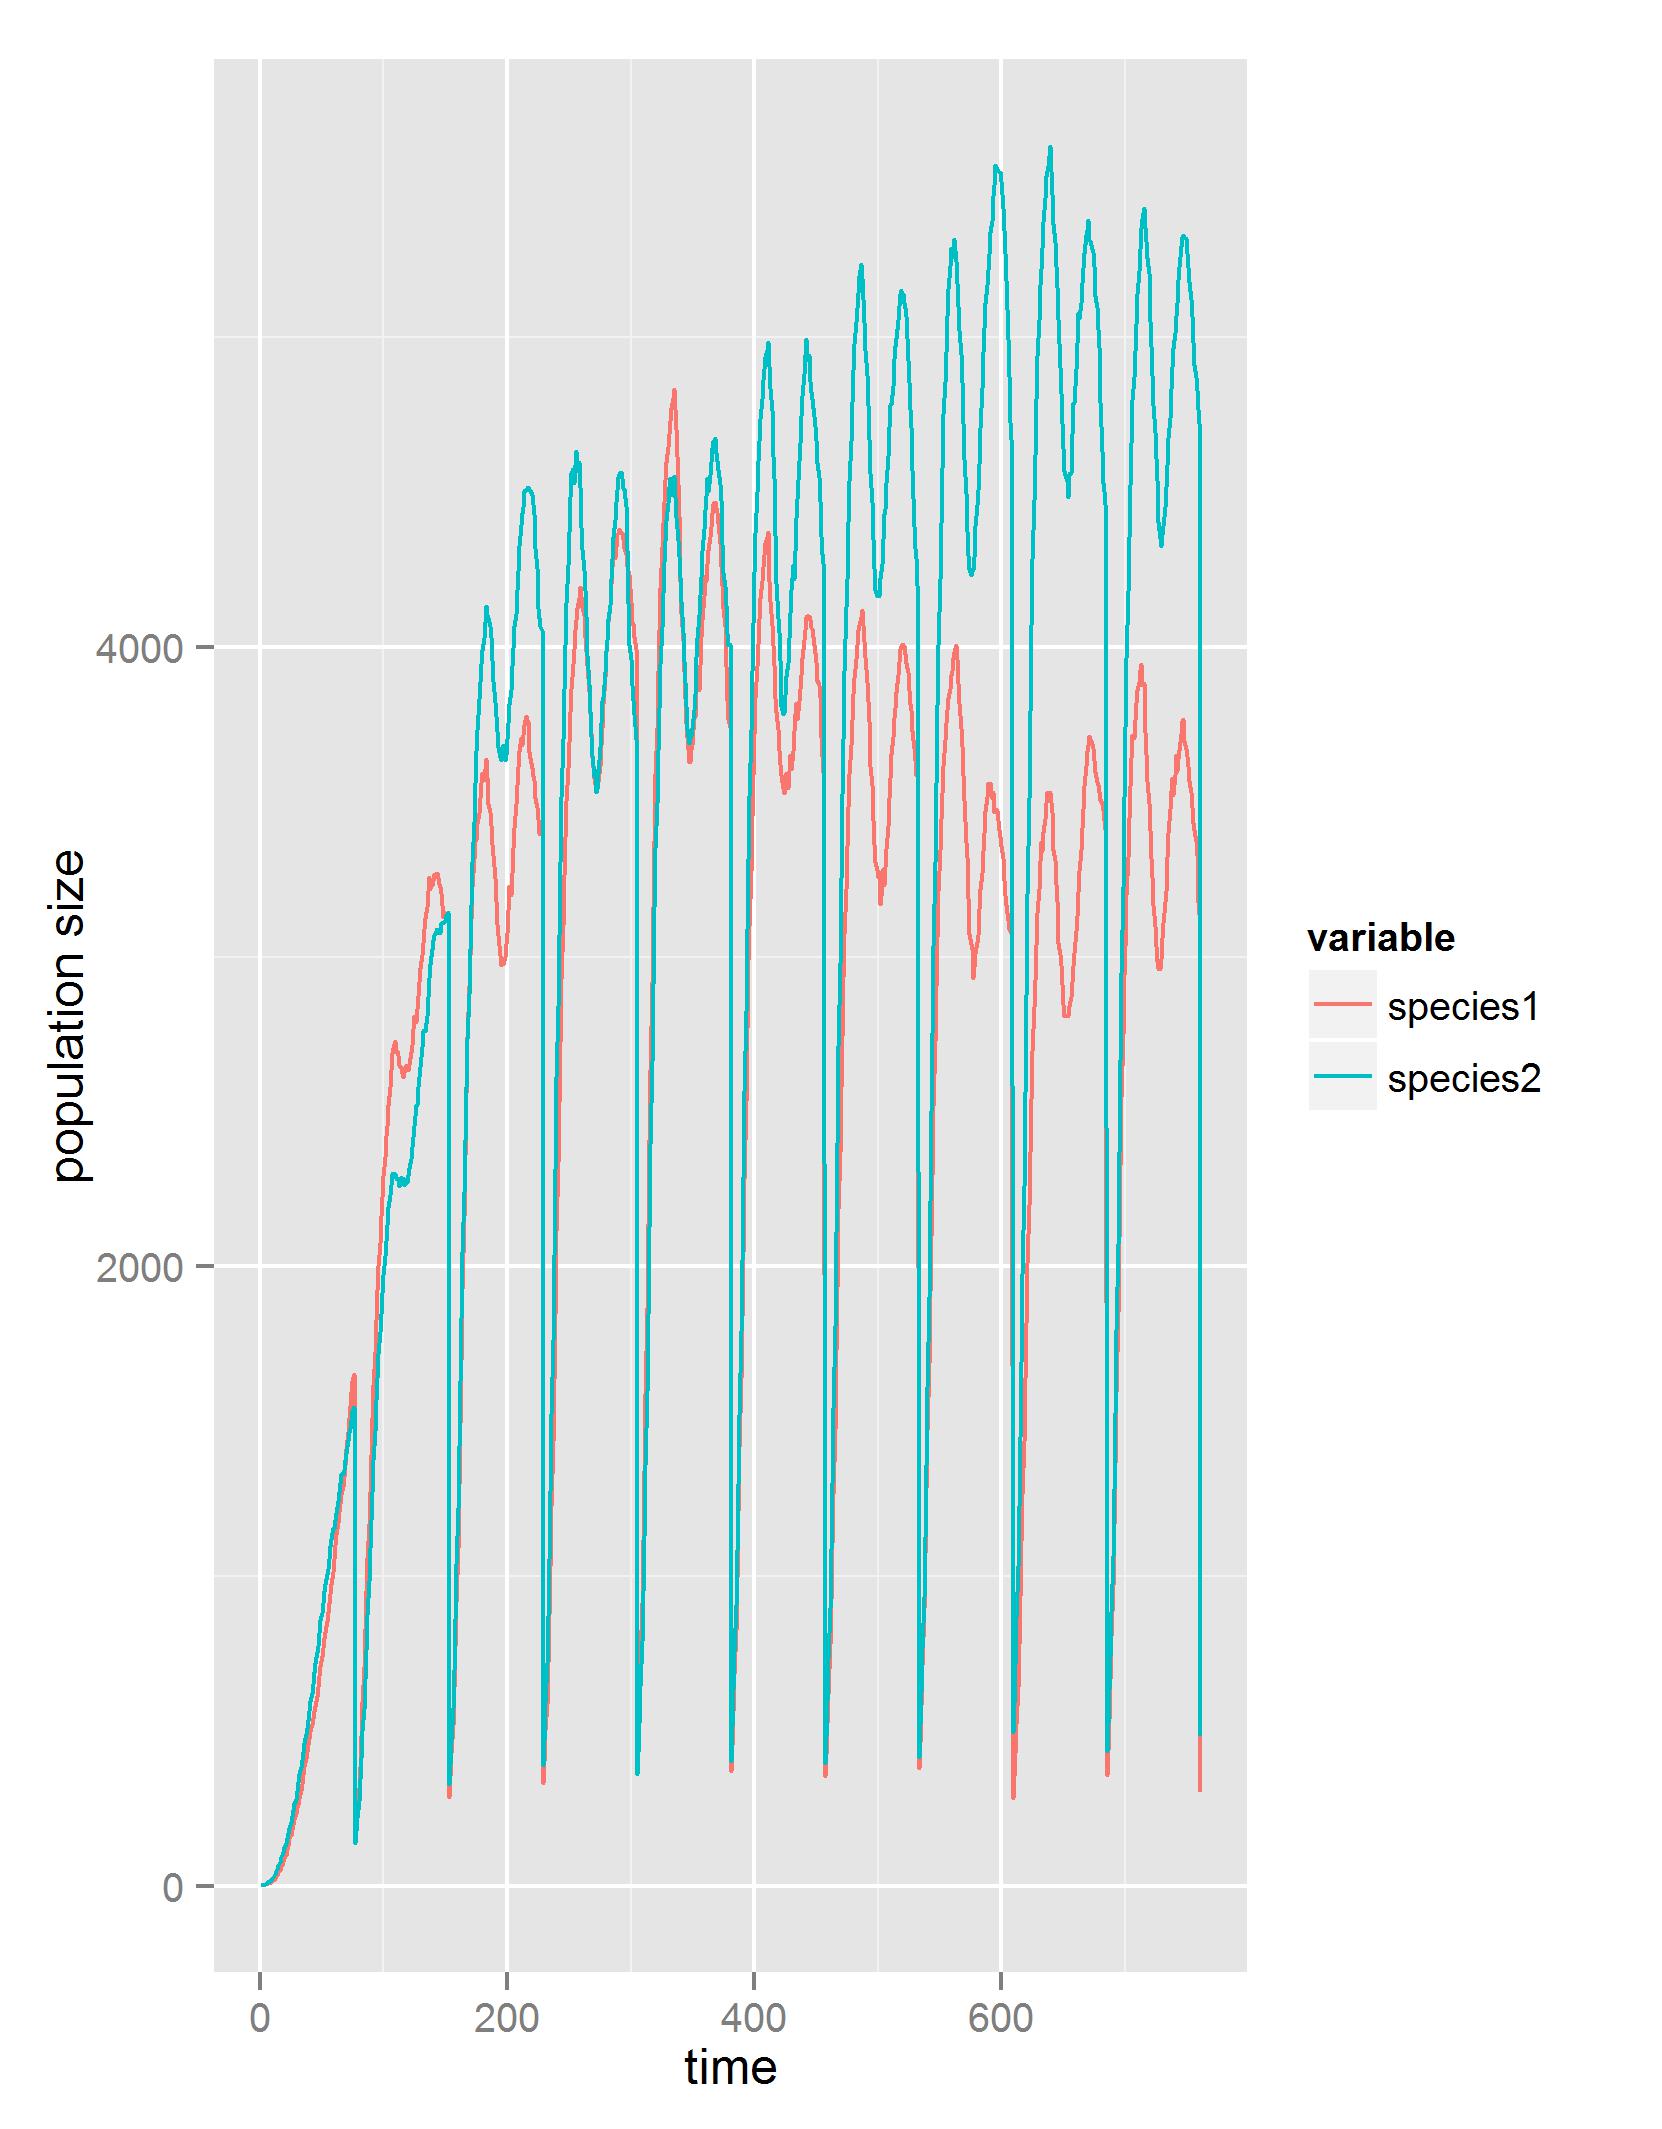 population size
4000
2000
0
0 200 400 600
time
variable
species1
species2